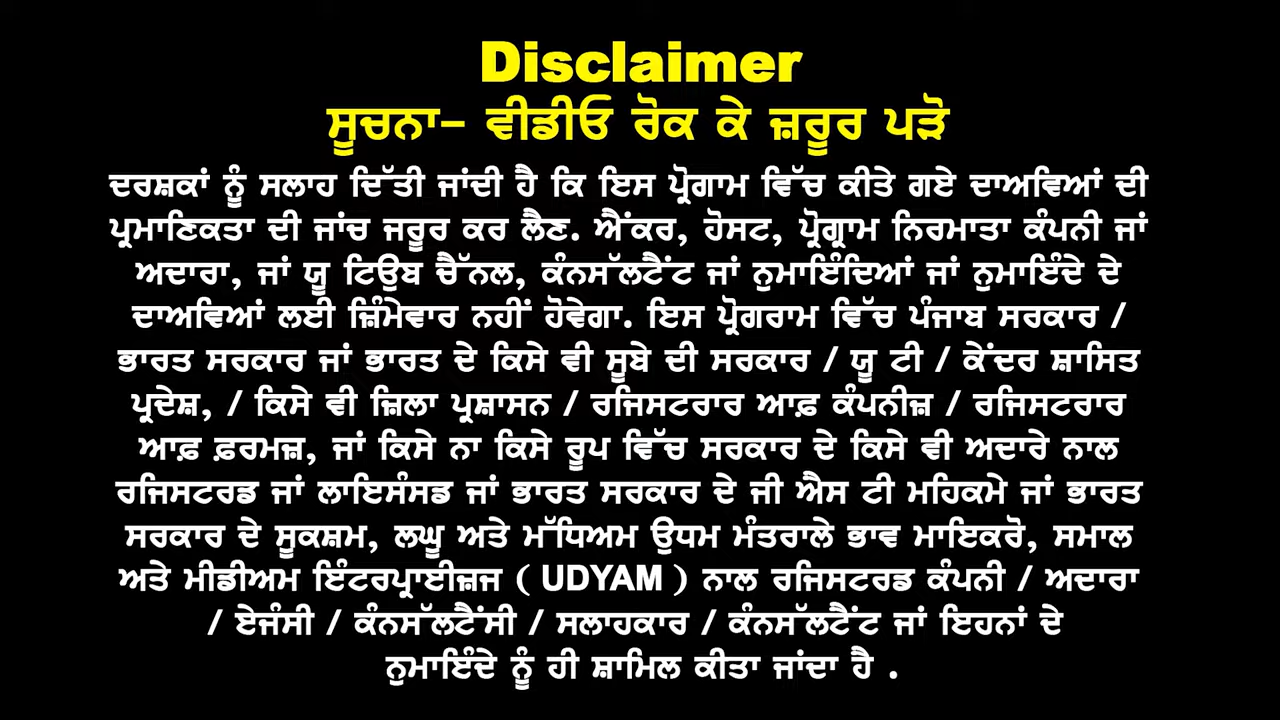 Disclaimer
ਸੂਚਨਾ- ਵੀਡੀਓ ਰੋਕ ਕੇ ਜ਼ਰੂਰ ਪੜੋ
ਦਰਸ਼ਕਾਂ ਨੂੰ ਸਲਾਹ ਦਿੱਤੀ ਜਾਂਦੀ ਹੈ ਕਿ ਇਸ ਪ੍ਰੋਗਾਮ ਵਿੱਚ ਕੀਤੇ ਗਏ ਦਾਅਵਿਆਂ ਦੀ
ਪ੍ਰਮਾਣਿਕਤਾ ਦੀ ਜਾਂਚ ਜਰੂਰ ਕਰ ਲੈਣ. ਐਂਕਰ, ਹੋਸਟ, ਪ੍ਰੋਗ੍ਰਾਮ ਨਿਰਮਾਤਾ ਕੰਪਨੀ ਜਾਂ
ਅਦਾਰਾ, ਜਾਂ ਯੂ ਟਿਊਬ ਚੈੱਨਲ, ਕੰਨਸੱਲਟੈਂਟ ਜਾਂ ਨੁਮਾਇੰਦਿਆਂ ਜਾਂ ਨੁਮਾਇੰਦੇ ਦੇ
ਦਾਅਵਿਆਂ ਲਈ ਜ਼ਿੰਮੇਵਾਰ ਨਹੀਂ ਹੋਵੇਗਾ. ਇਸ ਪ੍ਰੋਗਰਾਮ ਵਿੱਚ ਪੰਜਾਬ ਸਰਕਾਰ /
ਭਾਰਤ ਸਰਕਾਰ ਜਾਂ ਭਾਰਤ ਦੇ ਕਿਸੇ ਵੀ ਸੂਬੇ ਦੀ ਸਰਕਾਰ / ਯੂ ਟੀ / ਕੇਂਦਰ ਸ਼ਾਸਿਤ
ਪ੍ਰਦੇਸ਼, / ਕਿਸੇ ਵੀ ਜ਼ਿਲਾ ਪ੍ਰਸ਼ਾਸਨ / ਰਜਿਸਟਰਾਰ ਆਫ਼ ਕੰਪਨੀਜ਼ / ਰਜਿਸਟਰਾਰ
ਆਫ਼ ਫ਼ਰਮਜ਼, ਜਾਂ ਕਿਸੇ ਨਾ ਕਿਸੇ ਰੂਪ ਵਿੱਚ ਸਰਕਾਰ ਦੇ ਕਿਸੇ ਵੀ ਅਦਾਰੇ ਨਾਲ
ਰਜਿਸਟਰਡ ਜਾਂ ਲਾਇਸੰਸਡ ਜਾਂ ਭਾਰਤ ਸਰਕਾਰ ਦੇ ਜੀ ਐਸ ਟੀ ਮਹਿਕਮੇ ਜਾਂ ਭਾਰਤ
ਸਰਕਾਰ ਦੇ ਸੂਕਸ਼ਮ, ਲਘੂ ਅਤੇ ਮੱਧਿਅਮ ਉਧਮ ਮੰਤਰਾਲੇ ਭਾਵ ਮਾਇਕਰੋ, ਸਮਾਲ
ਅਤੇ ਮੀਡੀਅਮ ਇੰਟਰਪ੍ਰਾਈਜ਼ਜ ( UDYAM ) ਨਾਲ ਰਜਿਸਟਰਡ ਕੰਪਨੀ / ਅਦਾਰਾ
/ ਏਜੰਸੀ / ਕੰਨਸੱਲਟੈਂਸੀ / ਸਲਾਹਕਾਰ / ਕੰਨਸੱਲਟੈਂਟ ਜਾਂ ਇਹਨਾਂ ਦੇ
ਨੁਮਾਇੰਦੇ ਨੂੰ ਹੀ ਸ਼ਾਮਿਲ ਕੀਤਾ ਜਾਂਦਾ ਹੈ .